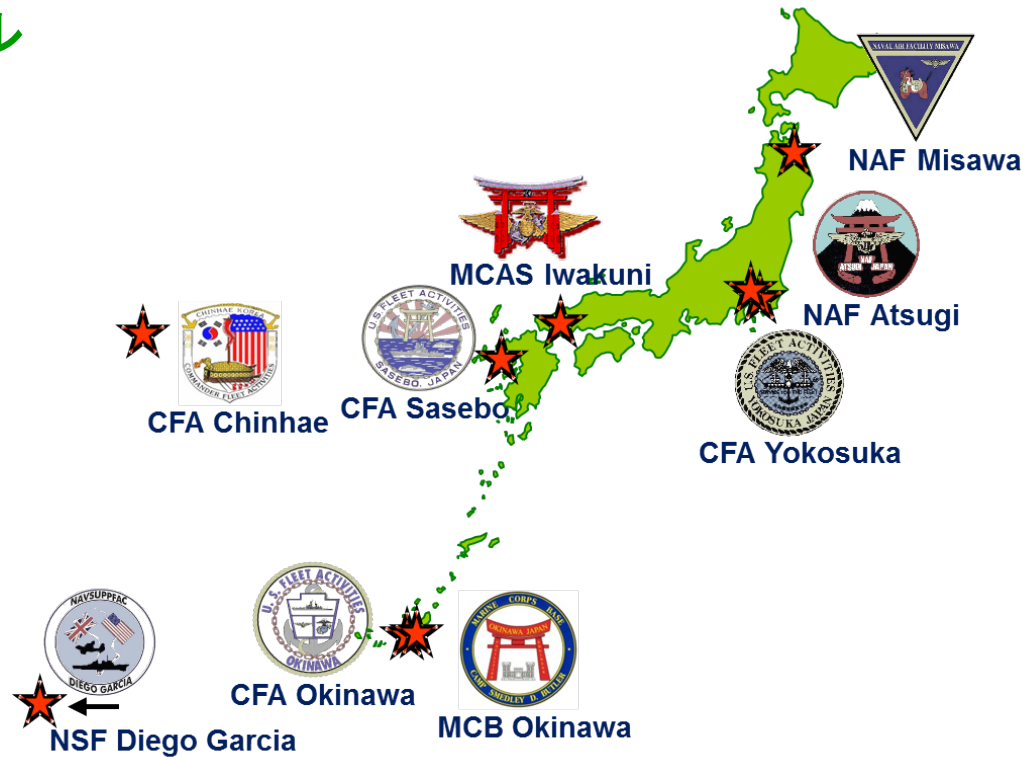 NAVAL AIR FACILITY MISAWA
NAF Misawa
MCAS Iwakuni
NAF
ATSUGI JAPAN
NAF Atsugi
CHINHAE KOREA
COMMANDER FLEET ACTIVITIES
CFA Chinhae
U.S. FLEET ACTIVITIES
SASEBO, JAPAN
CFA Sasebo
U.S. FLEET ACTIVITIES
YOKOSUKA JAPAN
CFA Yokosuka
NAVSUPPFAC
DIEGO GARCIA
NSF Diego Garcia
U. S. FLEET ACTIVITIES
OKINAWA
CFA Okinawa
MARINE CORPS BASE
OKINAWA JAPAN
CAMP SMEDLEY D. BUTLER
MCB Okinawa